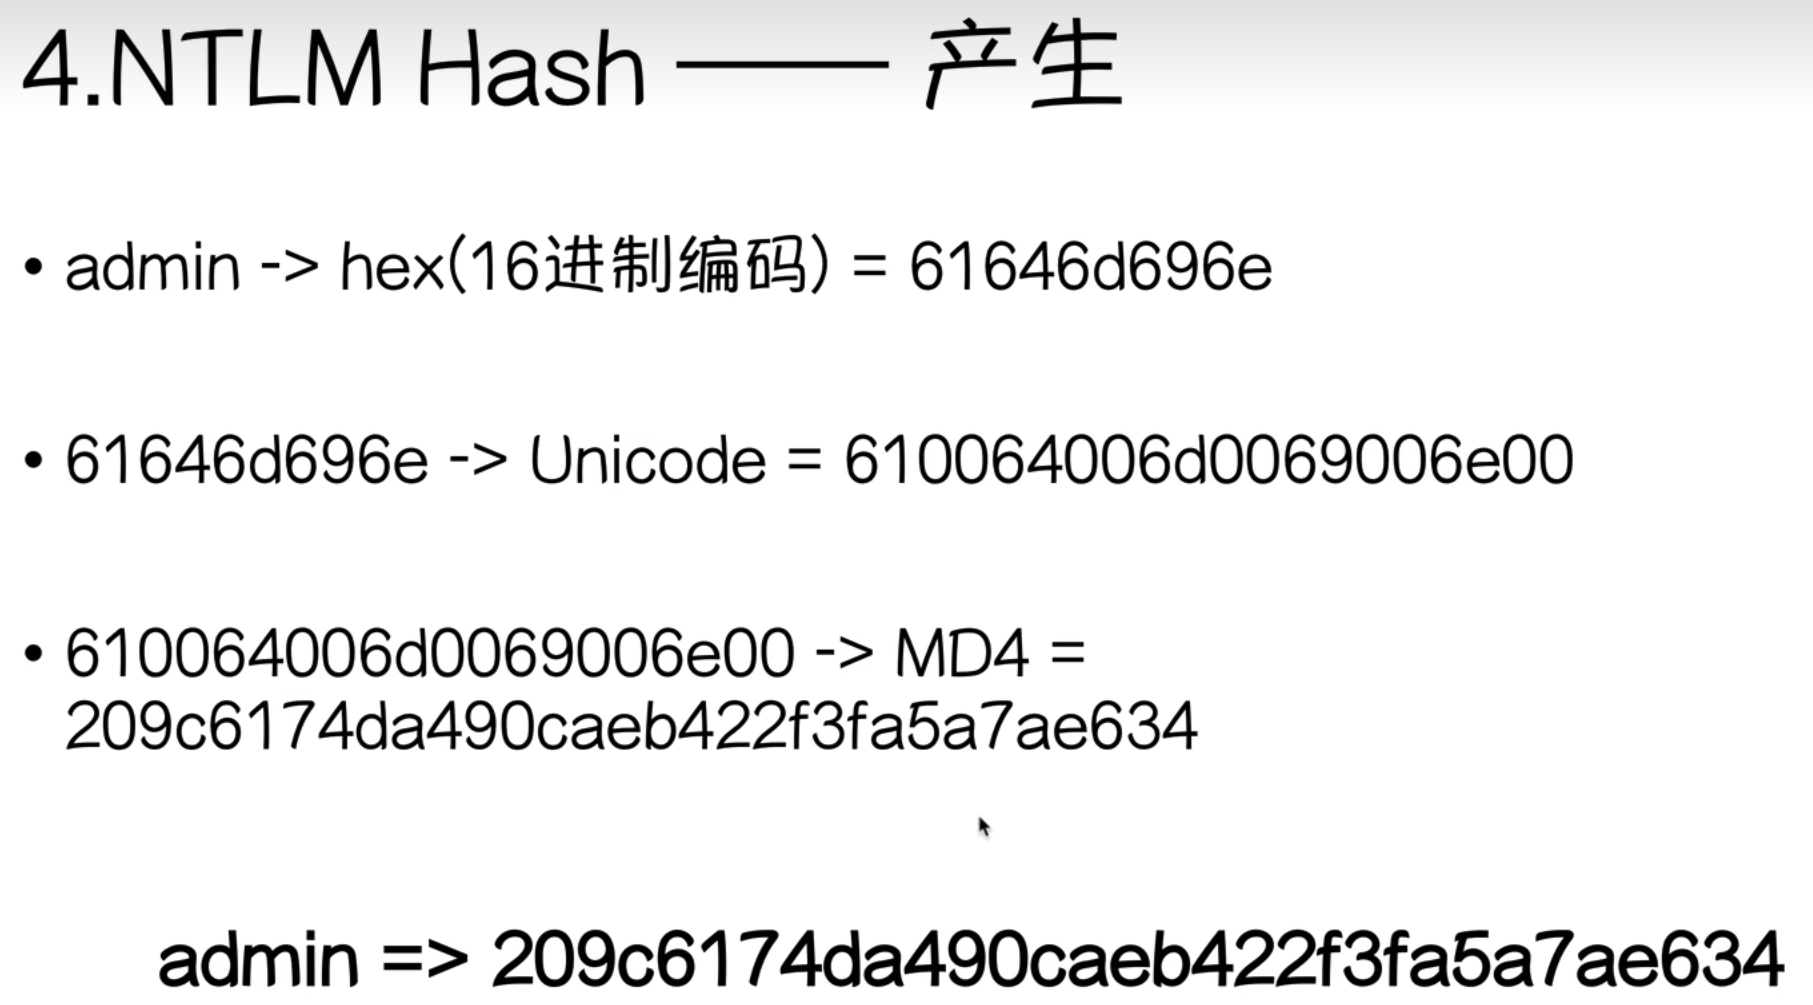 4.NTLM Hash —— 产生
• admin -> hex(16进制编码) = 61646d696e
• 61646d696e -> Unicode = 610064006d0069006e00
• 610064006d0069006e00 -> MD4 =
209c6174da490caeb422f3fa5a7ae634
admin => 209c6174da490caeb422f3fa5a7ae634